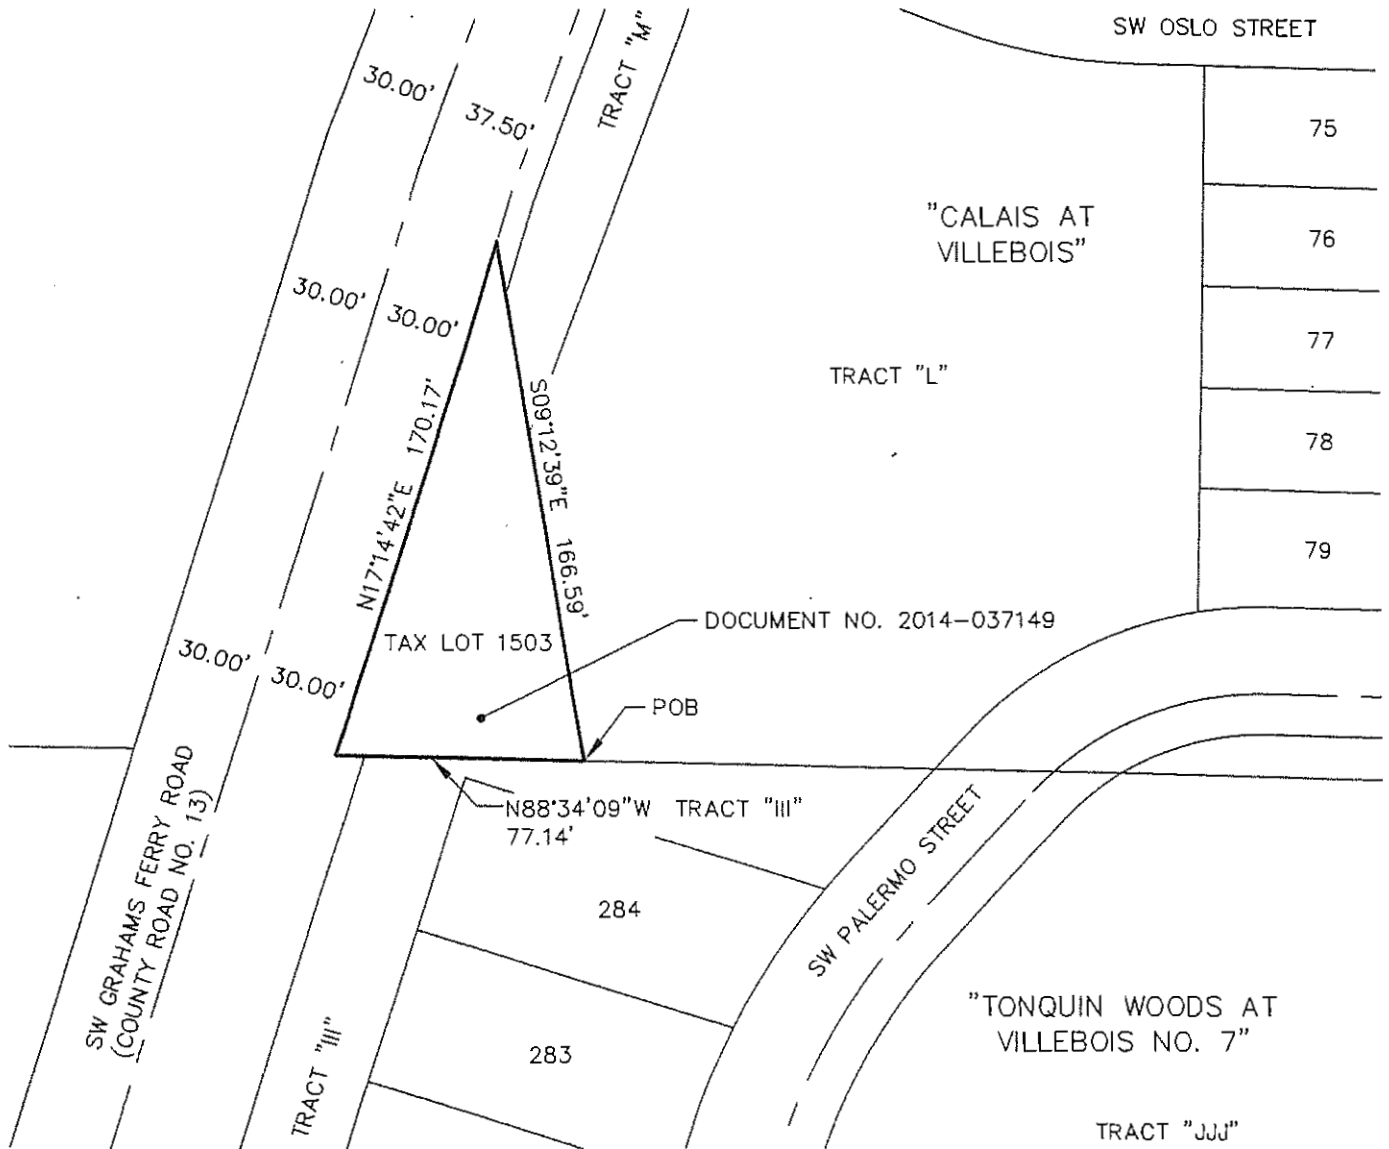 SW OSLO STREET
30.00'
37.50'
TRACT "M"
75
"CALAIS AT
VILLEBOIS"
76
30.00'
30.00'
77
TRACT "L"
N17°14'42"E 170.17'
S09°12'39"E 166.59'
78
79
DOCUMENT NO. 2014-037149
TAX LOT 1503
30.00'
30.00'
POB
N88°34'09"W TRACT "III"
77.14'
SW GRAHAMS FERRY ROAD
(COUNTY ROAD NO. 13)
284
SW PALERMO STREET
283
"TONQUIN WOODS AT
VILLEBOIS NO. 7"
TRACT "III"
TRACT "JJJ"